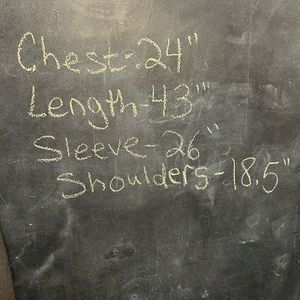 Chest-24"
Length-43"
Sleeve-26"
Shoulders-18.5"